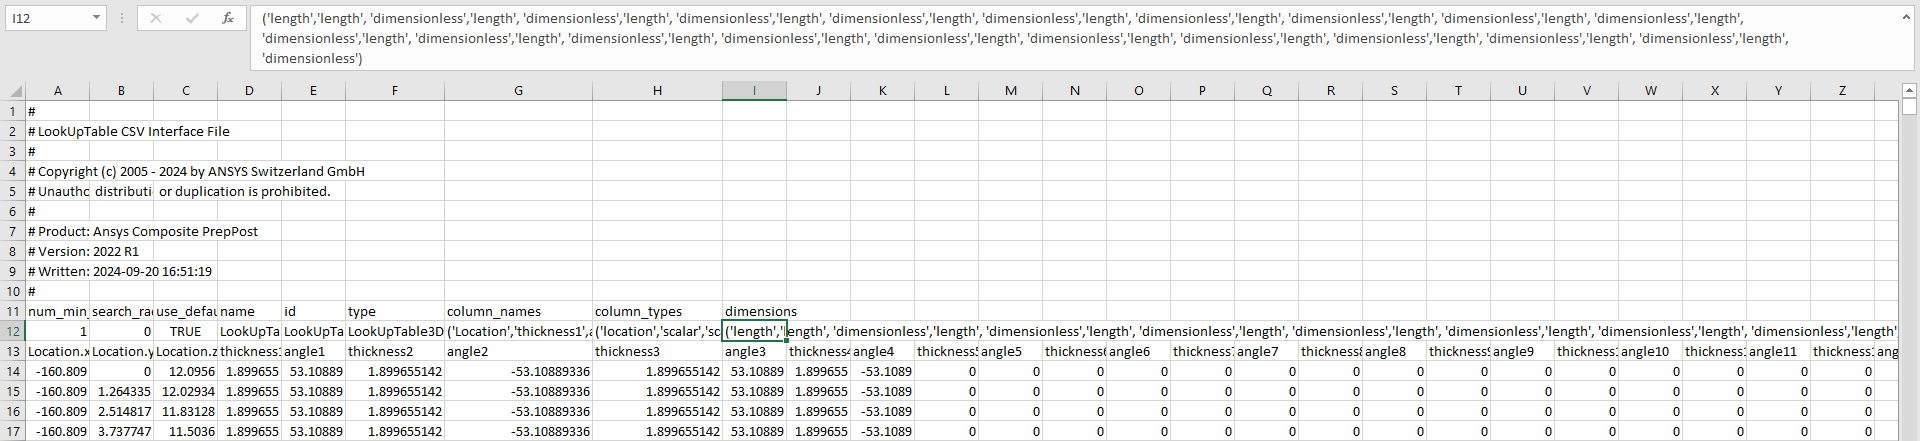 I12
fx
('length','length', 'dimensionless','length', 'dimensionless','length', 'dimensionless','length', 'dimensionless','length', 'dimensionless','length', 'dimensionless','length', 'dimensionless','length', 'dimensionless','length', 'dimensionless','length',
'dimensionless','length', 'dimensionless','length', 'dimensionless','length', 'dimensionless','length', 'dimensionless','length', 'dimensionless','length', 'dimensionless','length', 'dimensionless','length', 'dimensionless','length', 'dimensionless','length',
'dimensionless')
A B C D E F G H I J K L M N O P Q R S T U V W X Y Z
1 #
2 # LookUpTable CSV Interface File
3 #
4 # Copyright (c) 2005 - 2024 by ANSYS Switzerland GmbH
5 # Unautho distributi or duplication is prohibited.
6 #
7 # Product: Ansys Composite PrepPost
8 # Version: 2022 R1
9 # Written: 2024-09-20 16:51:19
10 #
11 num_min_ search_rad use_defau name id type column_names column_types dimensions
12 1 0 TRUE LookUpTa LookUpTa LookUpTable3D ('Location','thickness1',a ('location','scalar','sc ('length','length', 'dimensionless','length', 'dimensionless','length', 'dimensionless','length', 'dimensionless','length', 'dimensionless','length', 'dimensionless','length', 'dimensionless','length', 'dimensionless','length'
13 Location.x Location.y Location.z thickness1 angle1 thickness2 angle2 thickness3 angle3 thickness4 angle4 thickness5 angle5 thickness6 angle6 thickness7 angle7 thickness8 angle8 thickness9 angle9 thickness1 angle10 thickness1 angle11 thickness1 ang
14 -160.809 0 12.0956 1.899655 53.10889 1.899655142 -53.10889336 1.899655142 53.10889 1.899655 -53.1089 0 0 0 0 0 0 0 0 0 0 0 0 0 0 0
15 -160.809 1.264335 12.02934 1.899655 53.10889 1.899655142 -53.10889336 1.899655142 53.10889 1.899655 -53.1089 0 0 0 0 0 0 0 0 0 0 0 0 0 0 0
16 -160.809 2.514817 11.83128 1.899655 53.10889 1.899655142 -53.10889336 1.899655142 53.10889 1.899655 -53.1089 0 0 0 0 0 0 0 0 0 0 0 0 0 0 0
17 -160.809 3.737747 11.5036 1.899655 53.10889 1.899655142 -53.10889336 1.899655142 53.10889 1.899655 -53.1089 0 0 0 0 0 0 0 0 0 0 0 0 0 0 0